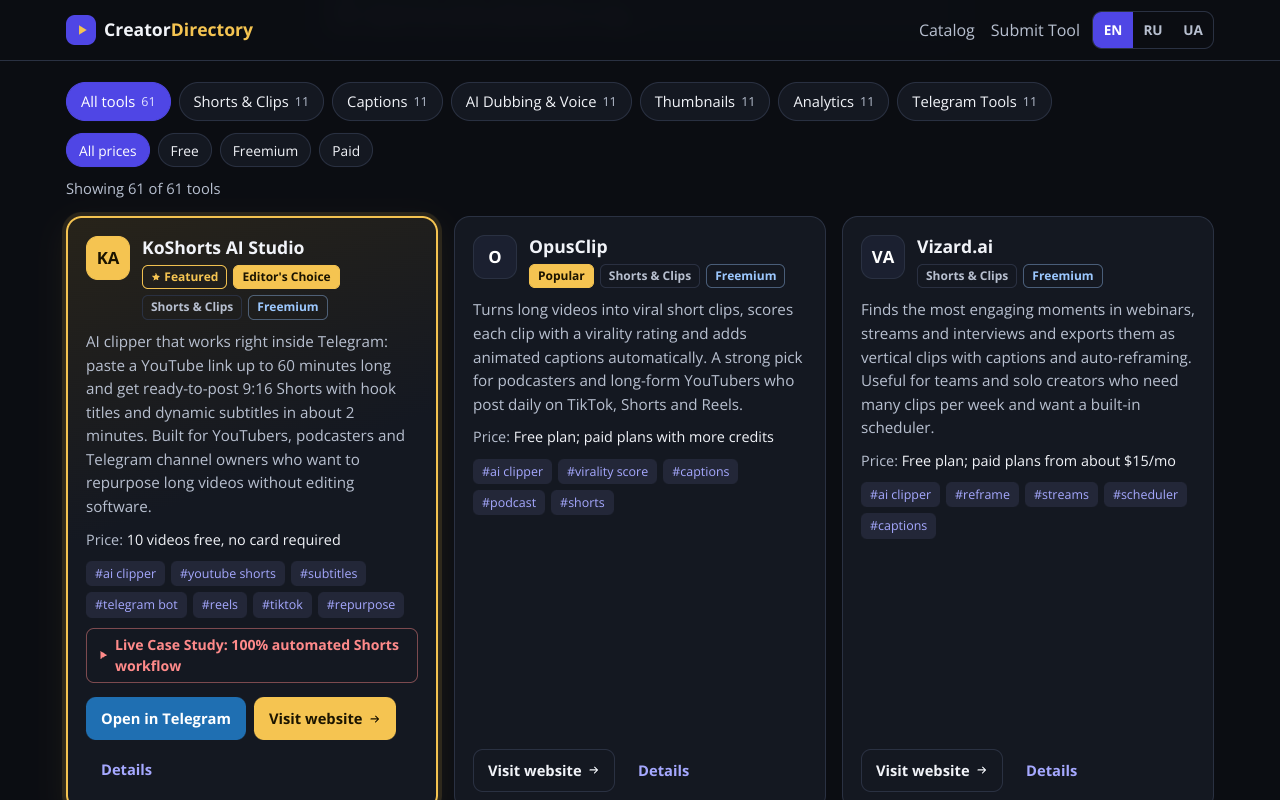 CreatorDirectory
Catalog Submit Tool EN RU UA
All tools 61 Shorts & Clips 11 Captions 11 AI Dubbing & Voice 11 Thumbnails 11 Analytics 11 Telegram Tools 11
All prices Free Freemium Paid
Showing 61 of 61 tools
KA
KoShorts AI Studio
★ Featured Editor's Choice
Shorts & Clips Freemium
AI clipper that works right inside Telegram:
paste a YouTube link up to 60 minutes long
and get ready-to-post 9:16 Shorts with hook
titles and dynamic subtitles in about 2
minutes. Built for YouTubers, podcasters and
Telegram channel owners who want to
repurpose long videos without editing
software.
Price: 10 videos free, no card required
#ai clipper #youtube shorts #subtitles
#telegram bot #reels #tiktok #repurpose
Live Case Study: 100% automated Shorts
workflow
Open in Telegram Visit website →
Details
O
OpusClip
Popular Shorts & Clips Freemium
Turns long videos into viral short clips, scores
each clip with a virality rating and adds
animated captions automatically. A strong pick
for podcasters and long-form YouTubers who
post daily on TikTok, Shorts and Reels.
Price: Free plan; paid plans with more credits
#ai clipper #virality score #captions
#podcast #shorts
Visit website → Details
VA
Vizard.ai
Shorts & Clips Freemium
Finds the most engaging moments in webinars,
streams and interviews and exports them as
vertical clips with captions and auto-reframing.
Useful for teams and solo creators who need
many clips per week and want a built-in
scheduler.
Price: Free plan; paid plans from about $15/mo
#ai clipper #reframe #streams #scheduler
#captions
Visit website → Details